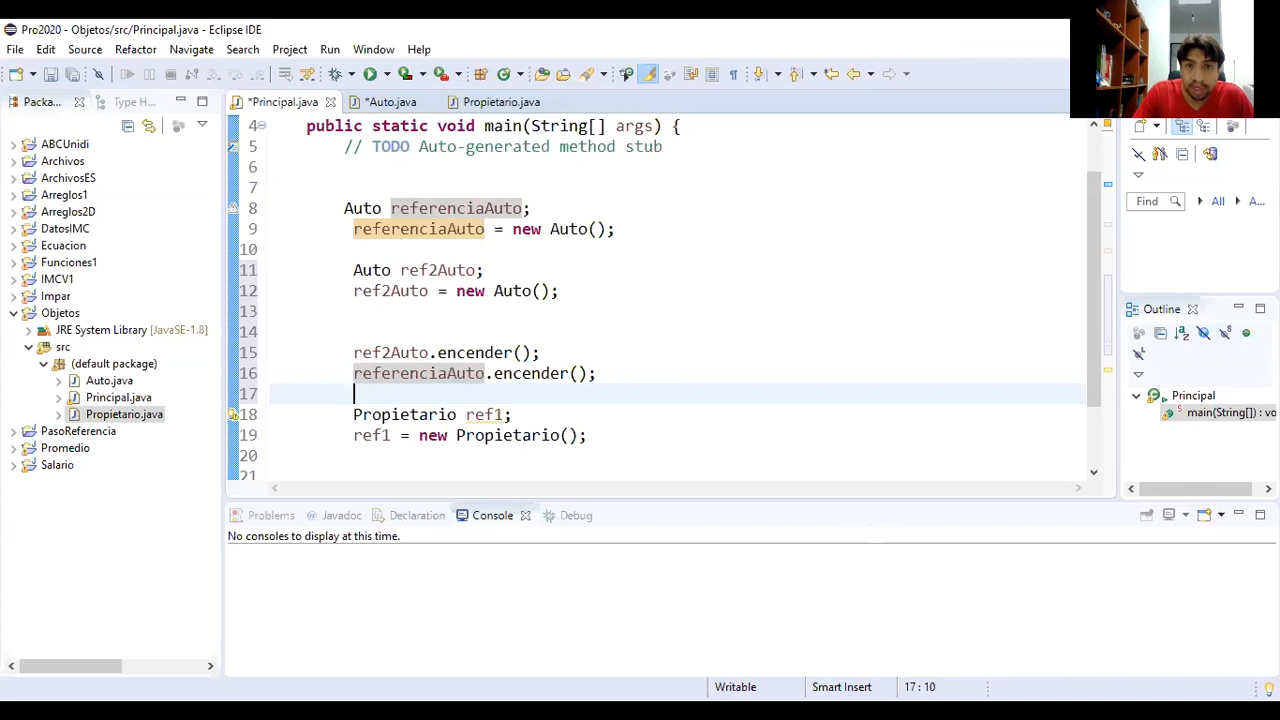 Pro2020 - Objetos/src/Principal.java - Eclipse IDE
File Edit Source Refactor Navigate Search Project Run Window Help
Packa... Type H...
*Principal.java *Auto.java Propietario.java
ABCUnidi
Archivos
ArchivosES
Arreglos1
Arreglos2D
DatosIMC
Ecuacion
Funciones1
IMCV1
Impar
Objetos
JRE System Library [JavaSE-1.8]
src
(default package)
Auto.java
Principal.java
Propietario.java
PasoReferencia
Promedio
Salario
4 public static void main(String[] args) {
5 // TODO Auto-generated method stub
6
7
8 Auto referenciaAuto;
9 referenciaAuto = new Auto();
10
11 Auto ref2Auto;
12 ref2Auto = new Auto();
13
14
15 ref2Auto.encender();
16 referenciaAuto.encender();
17
18 Propietario ref1;
19 ref1 = new Propietario();
20
21
Find All A...
Outline
Principal
main(String[]) : vo
Problems Javadoc Declaration Console Debug
No consoles to display at this time.
Writable Smart Insert 17 : 10